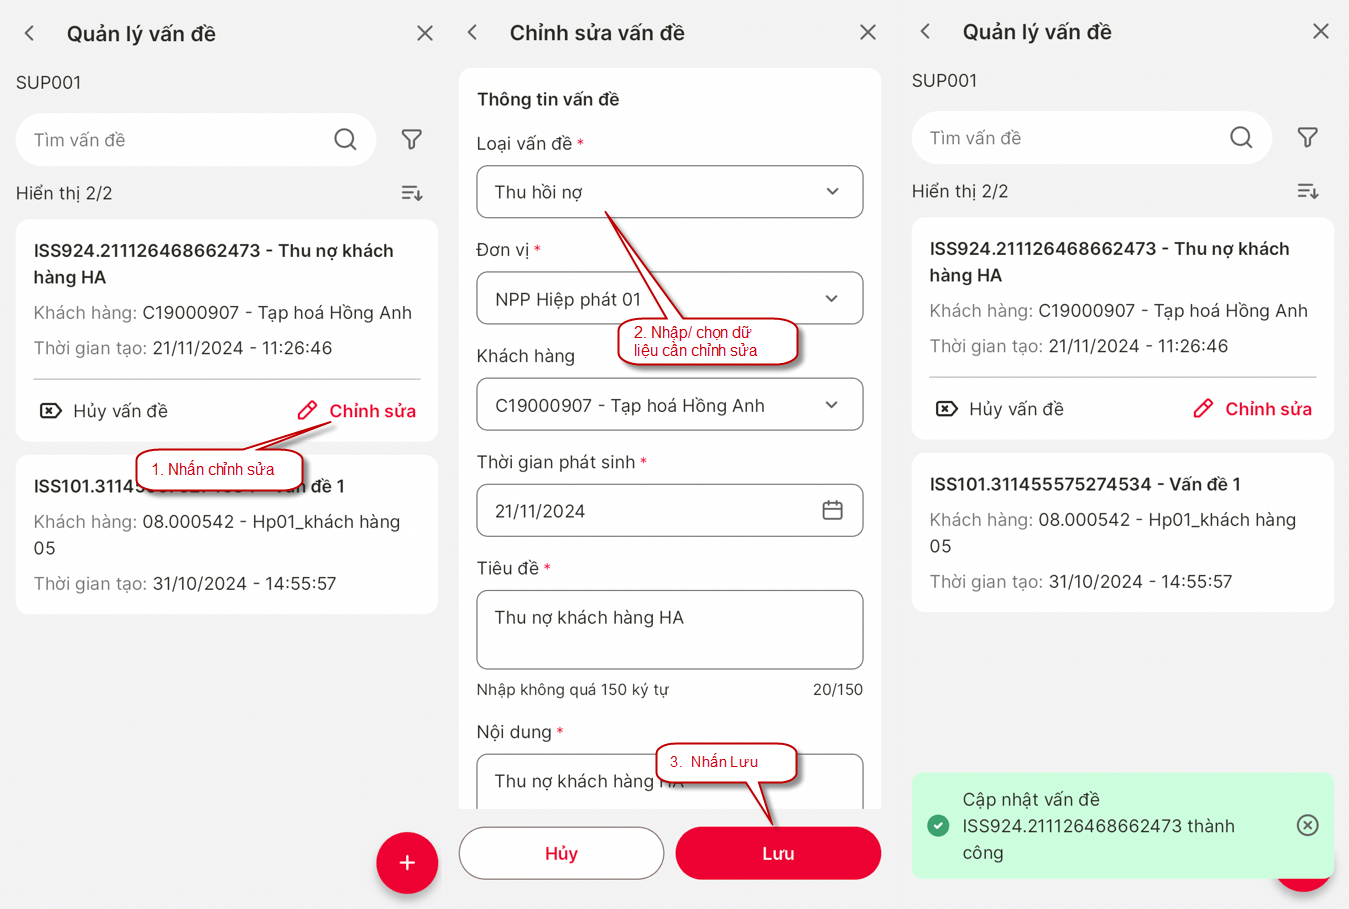 Quản lý vấn đề
SUP001
Tìm vấn đề
Hiển thị 2/2
ISS924.211126468662473 - Thu nợ khách
hàng HA
Khách hàng: C19000907 - Tạp hoá Hồng Anh
Thời gian tạo: 21/11/2024 - 11:26:46
Hủy vấn đề
Chỉnh sửa
1. Nhấn chỉnh sửa
đề 1
Khách hàng: 08.000542 - Hp01_khách hàng
05
Thời gian tạo: 31/10/2024 - 14:55:57
+
Chỉnh sửa vấn đề
Thông tin vấn đề
Loại vấn đề *
Thu hồi nợ
Đơn vị *
NPP Hiệp phát 01
2. Nhập/ chọn dữ
liệu cần chỉnh sửa
Khách hàng
C19000907 - Tạp hoá Hồng Anh
Thời gian phát sinh *
21/11/2024
Tiêu đề *
Thu nợ khách hàng HA
Nhập không quá 150 ký tự 20/150
Nội dung *
3. Nhấn Lưu
Thu nợ khách hàng HA
Hủy
Lưu
Quản lý vấn đề
SUP001
Tìm vấn đề
Hiển thị 2/2
ISS924.211126468662473 - Thu nợ khách
hàng HA
Khách hàng: C19000907 - Tạp hoá Hồng Anh
Thời gian tạo: 21/11/2024 - 11:26:46
Hủy vấn đề
Chỉnh sửa
ISS101.311455575274534 - Vấn đề 1
Khách hàng: 08.000542 - Hp01_khách hàng
05
Thời gian tạo: 31/10/2024 - 14:55:57
Cập nhật vấn đề
ISS924.211126468662473 thành
công